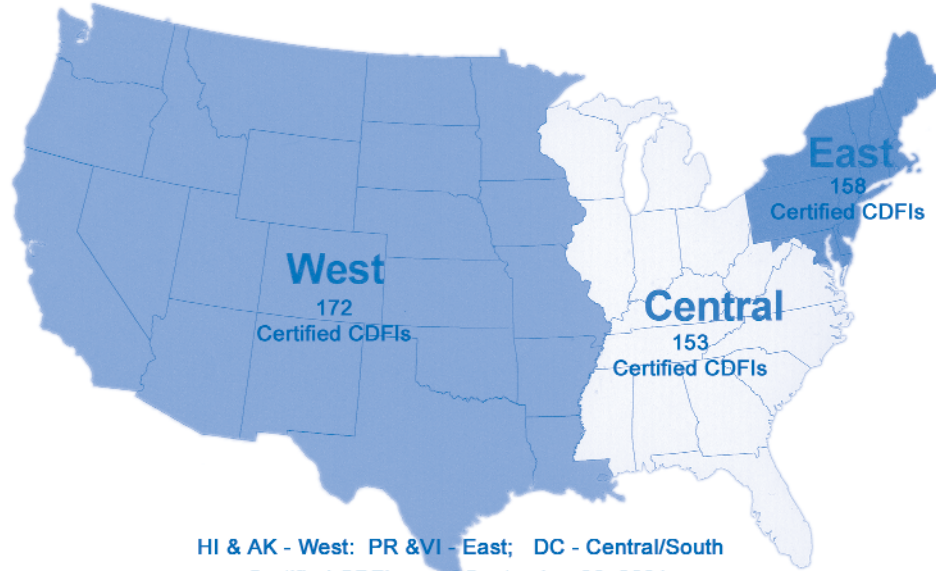 East
158
Certified CDFIs
West
172
Certified CDFIs
Central
153
Certified CDFIs
HI & AK - West: PR &VI - East; DC - Central/South